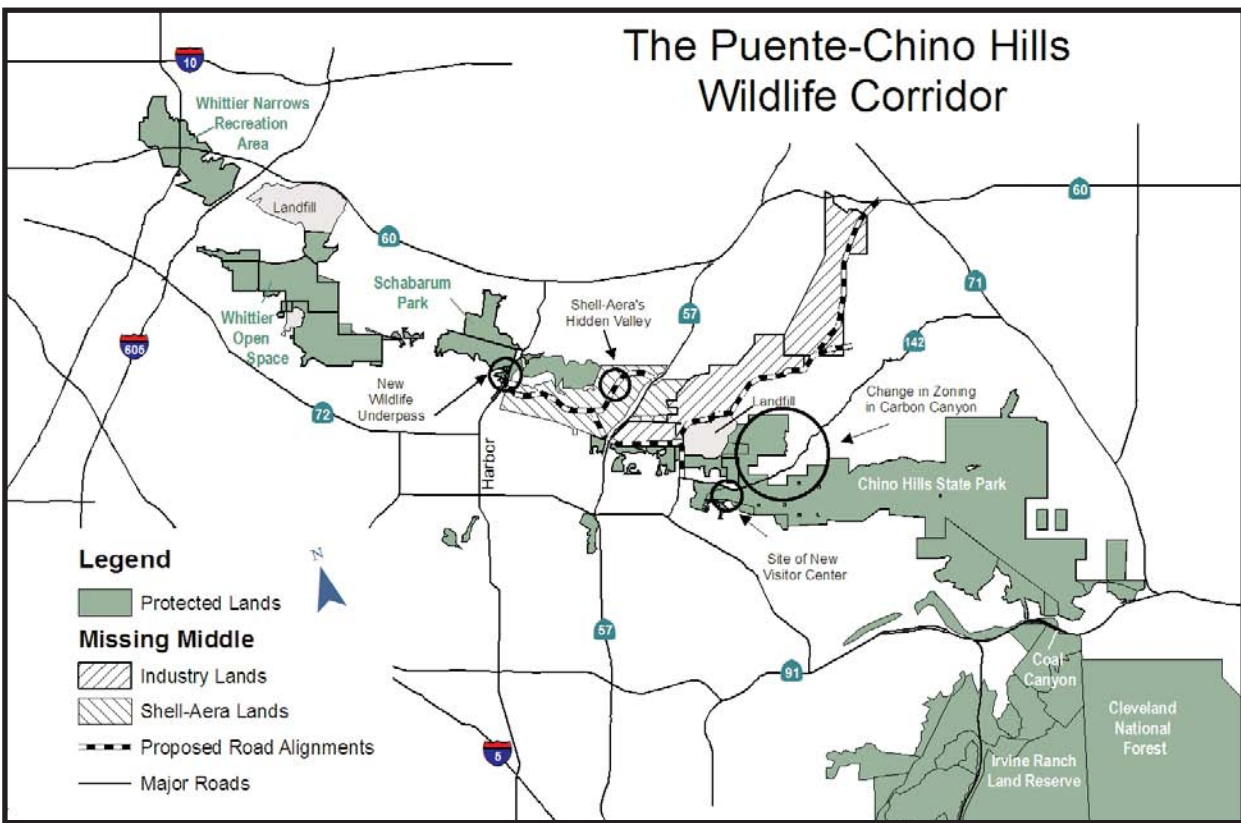 The Puente-Chino Hills
Wildlife Corridor
10
Whittier Narrows
Recreation
Area
Landfill
60
60
Schabarum
Park
Shell-Aera's
Hidden Valley
57
71
142
Whittier
Open
Space
605
New
Wildlife
Underpass
72
Harbor
Landfill
Change in Zoning
in Carbon Canyon
Chino Hills State Park
Site of New
Visitor Center
57
91
5
Coal
Canyon
Cleveland
National
Forest
Irvine Ranch
Land Reserve
Legend
N
Protected Lands
Missing Middle
Industry Lands
Shell-Aera Lands
Proposed Road Alignments
Major Roads